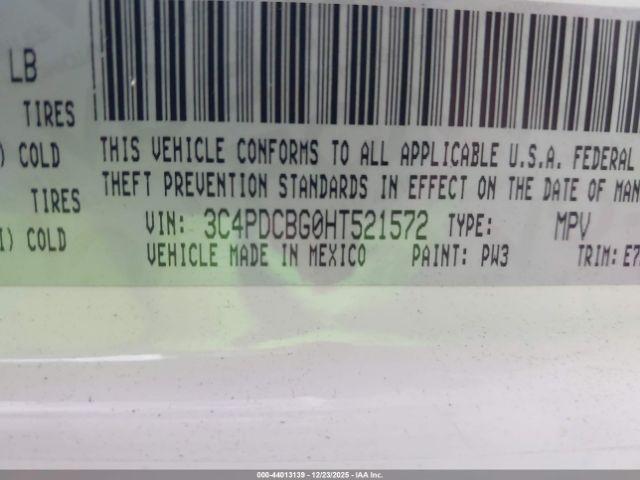 LB
TIRES
) COLD
THIS VEHICLE CONFORMS TO ALL APPLICABLE U.S.A. FEDERAL
THEFT PREVENTION STANDARDS IN EFFECT ON THE DATE OF MAN
TIRES
I) COLD
VIN: 3C4PDCBG0HT521572 TYPE: MPV
VEHICLE MADE IN MEXICO PAINT: PW3 TRIM: E7
000-44013139 - 12/23/2025 - IAA Inc.